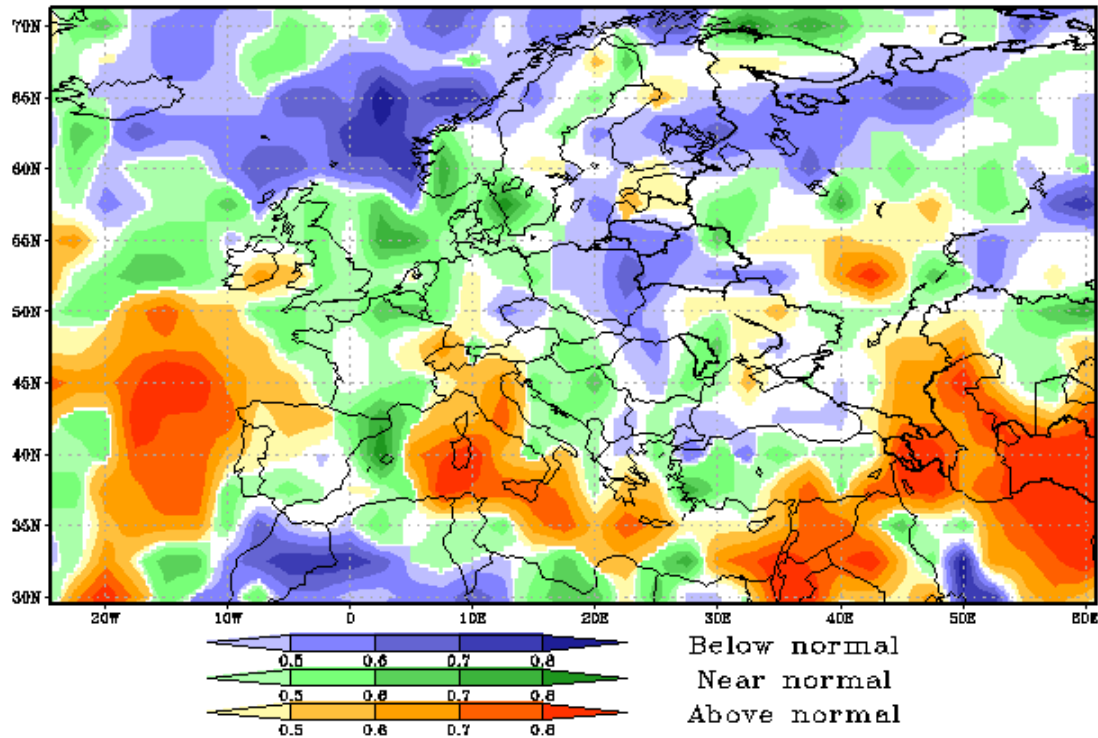 70N
65N
60N
55N
50N
45N
40N
35N
30N
20W 10W 0 10E 20E 30E 40E 50E 60E
0.5 0.6 0.7 0.8 Below normal
0.5 0.6 0.7 0.8 Near normal
0.5 0.6 0.7 0.8 Above normal